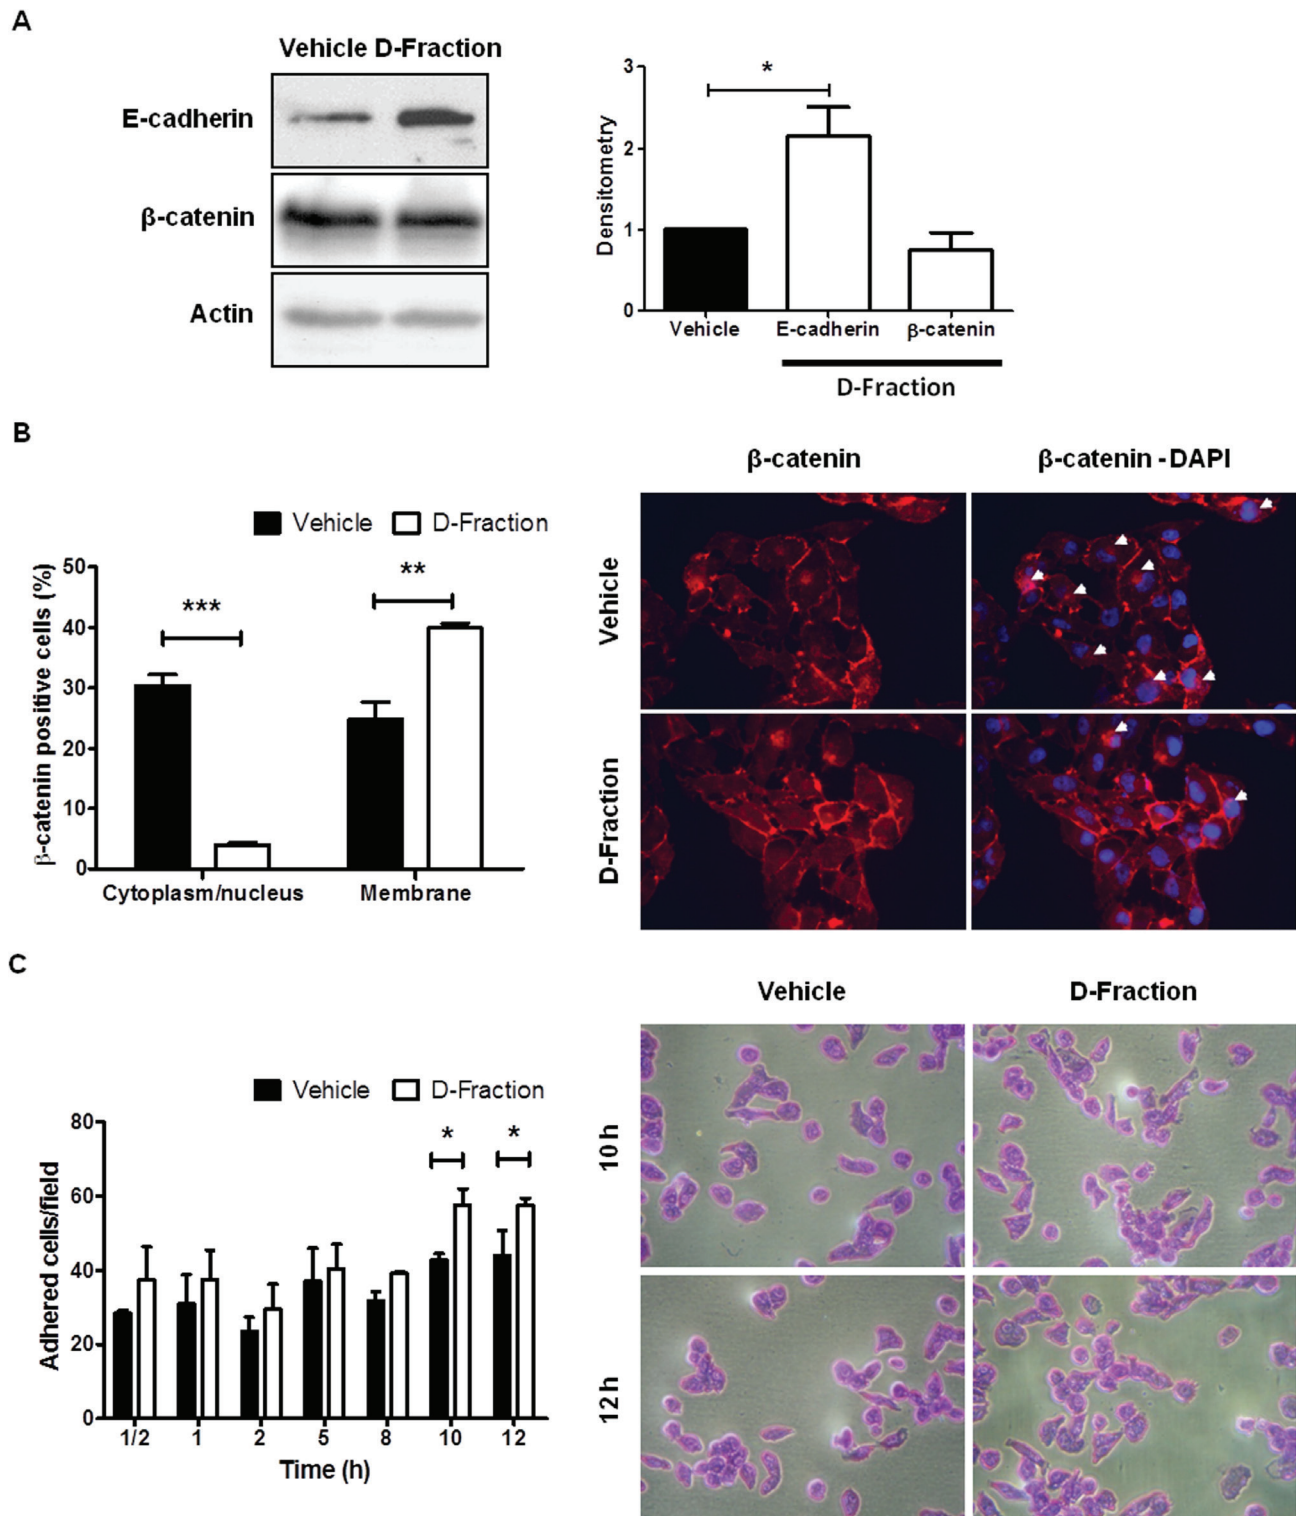 A
Vehicle D-Fraction
E-cadherin
β-catenin
Actin
Densitometry
3
2
1
0
*
Vehicle
E-cadherin
β-catenin
D-Fraction
B
Vehicle
D-Fraction
β-catenin positive cells (%)
50
40
30
20
10
0
***
**
Cytoplasm/nucleus
Membrane
β-catenin
β-catenin - DAPI
Vehicle
D-Fraction
C
Vehicle
D-Fraction
Adhered cells/field
80
60
40
20
0
*
*
1/2
1
2
5
8
10
12
Time (h)
Vehicle
D-Fraction
10 h
12 h